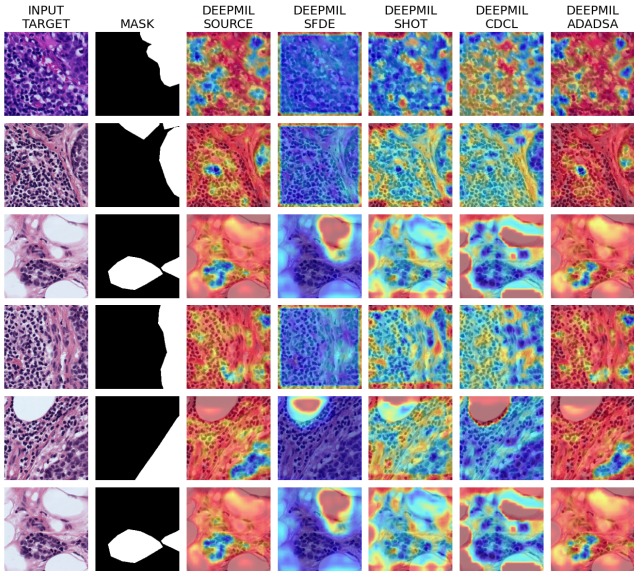 INPUT TARGET
MASK
DEEPMIL SOURCE
DEEPMIL SFDE
DEEPMIL SHOT
DEEPMIL CDCL
DEEPMIL ADADSA